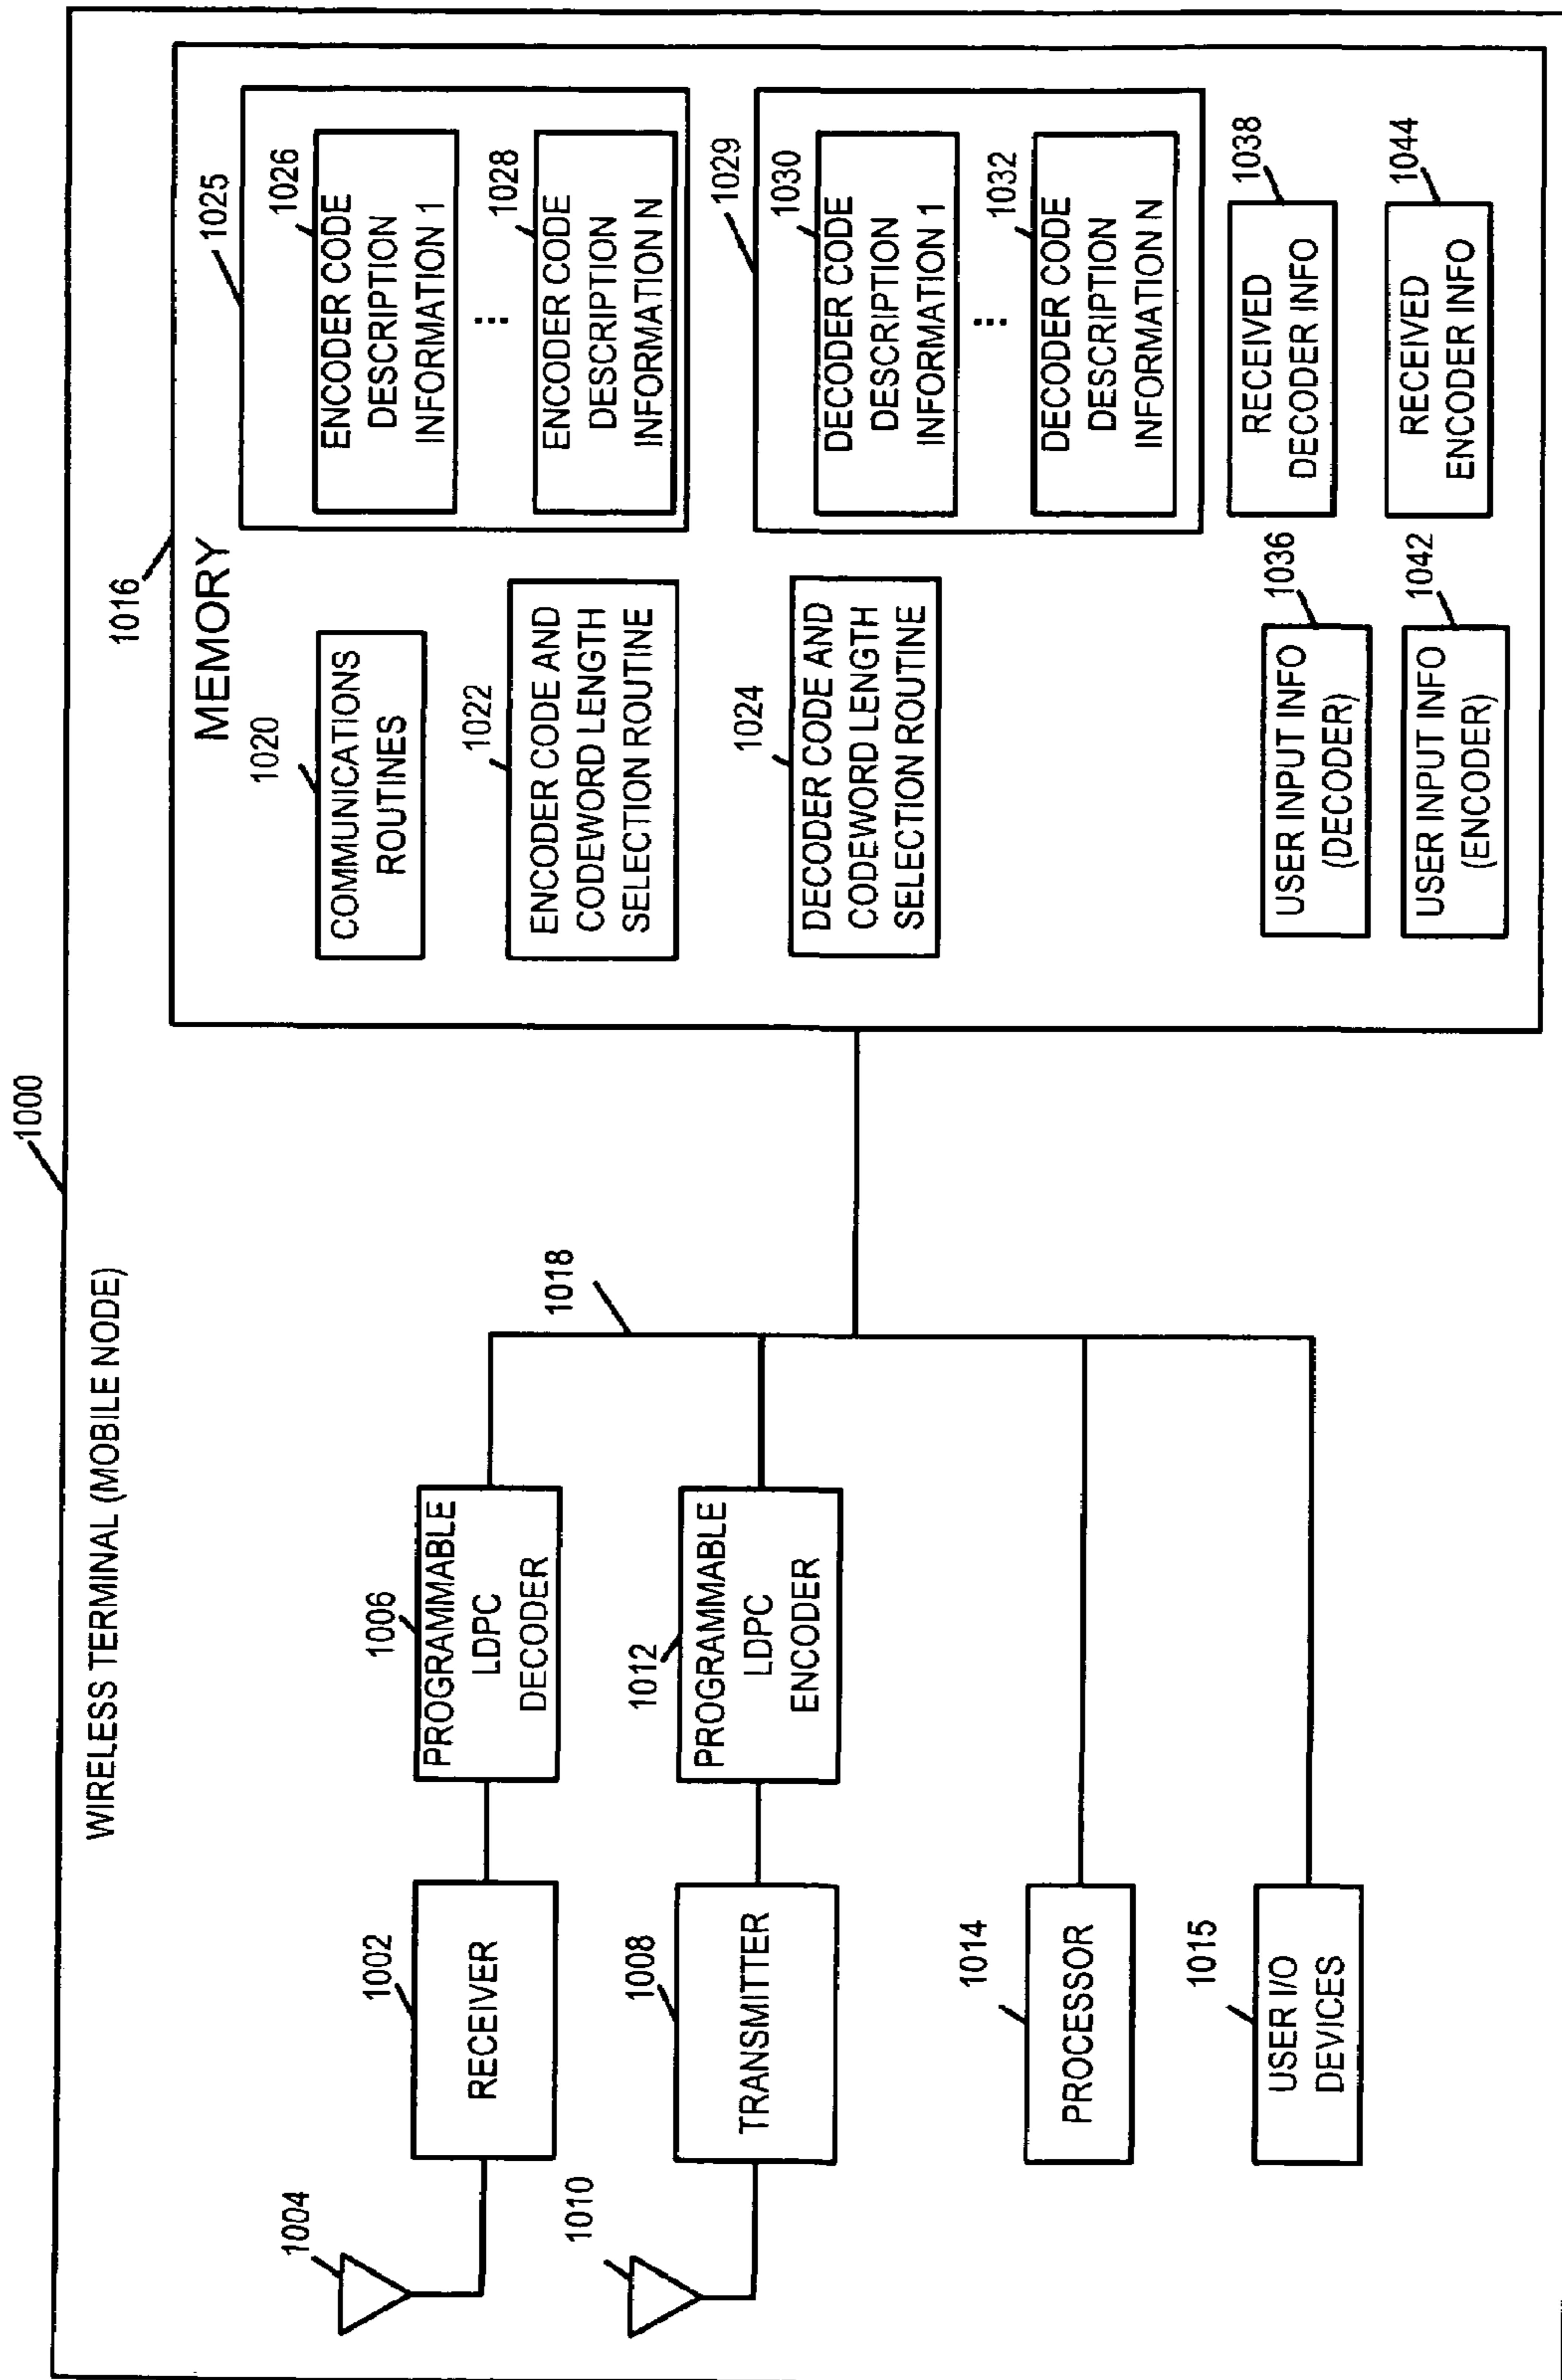 1000
WIRELESS TERMINAL (MOBILE NODE)
1004
1002
RECEIVER
1006
PROGRAMMABLE
LDPC
DECODER
1010
1008
TRANSMITTER
1012
PROGRAMMABLE
LDPC
ENCODER
1018
1014
PROCESSOR
1015
USER I/O
DEVICES
1016
MEMORY
1020
COMMUNICATIONS
ROUTINES
1022
ENCODER CODE AND
CODEWORD LENGTH
SELECTION ROUTINE
1024
DECODER CODE AND
CODEWORD LENGTH
SELECTION ROUTINE
1025
1026
ENCODER CODE
DESCRIPTION
INFORMATION 1
...
1028
ENCODER CODE
DESCRIPTION
INFORMATION N
1029
1030
DECODER CODE
DESCRIPTION
INFORMATION 1
...
1032
DECODER CODE
DESCRIPTION
INFORMATION N
1036
USER INPUT INFO
(DECODER)
1038
RECEIVED
DECODER INFO
1042
USER INPUT INFO
(ENCODER)
1044
RECEIVED
ENCODER INFO